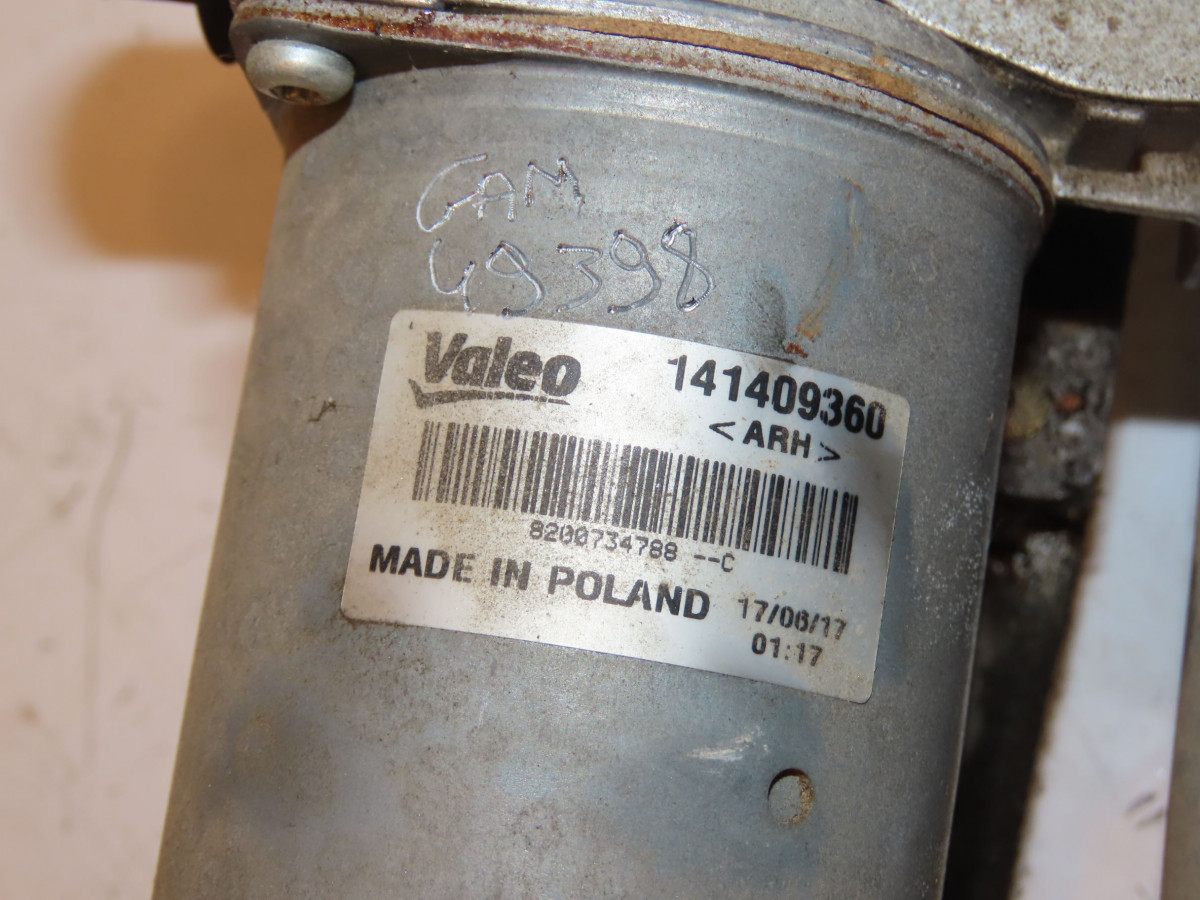 GAM
49398
Valeo
141409360
<ARH>
8200734788 --C
MADE IN POLAND
17/06/17
01:17